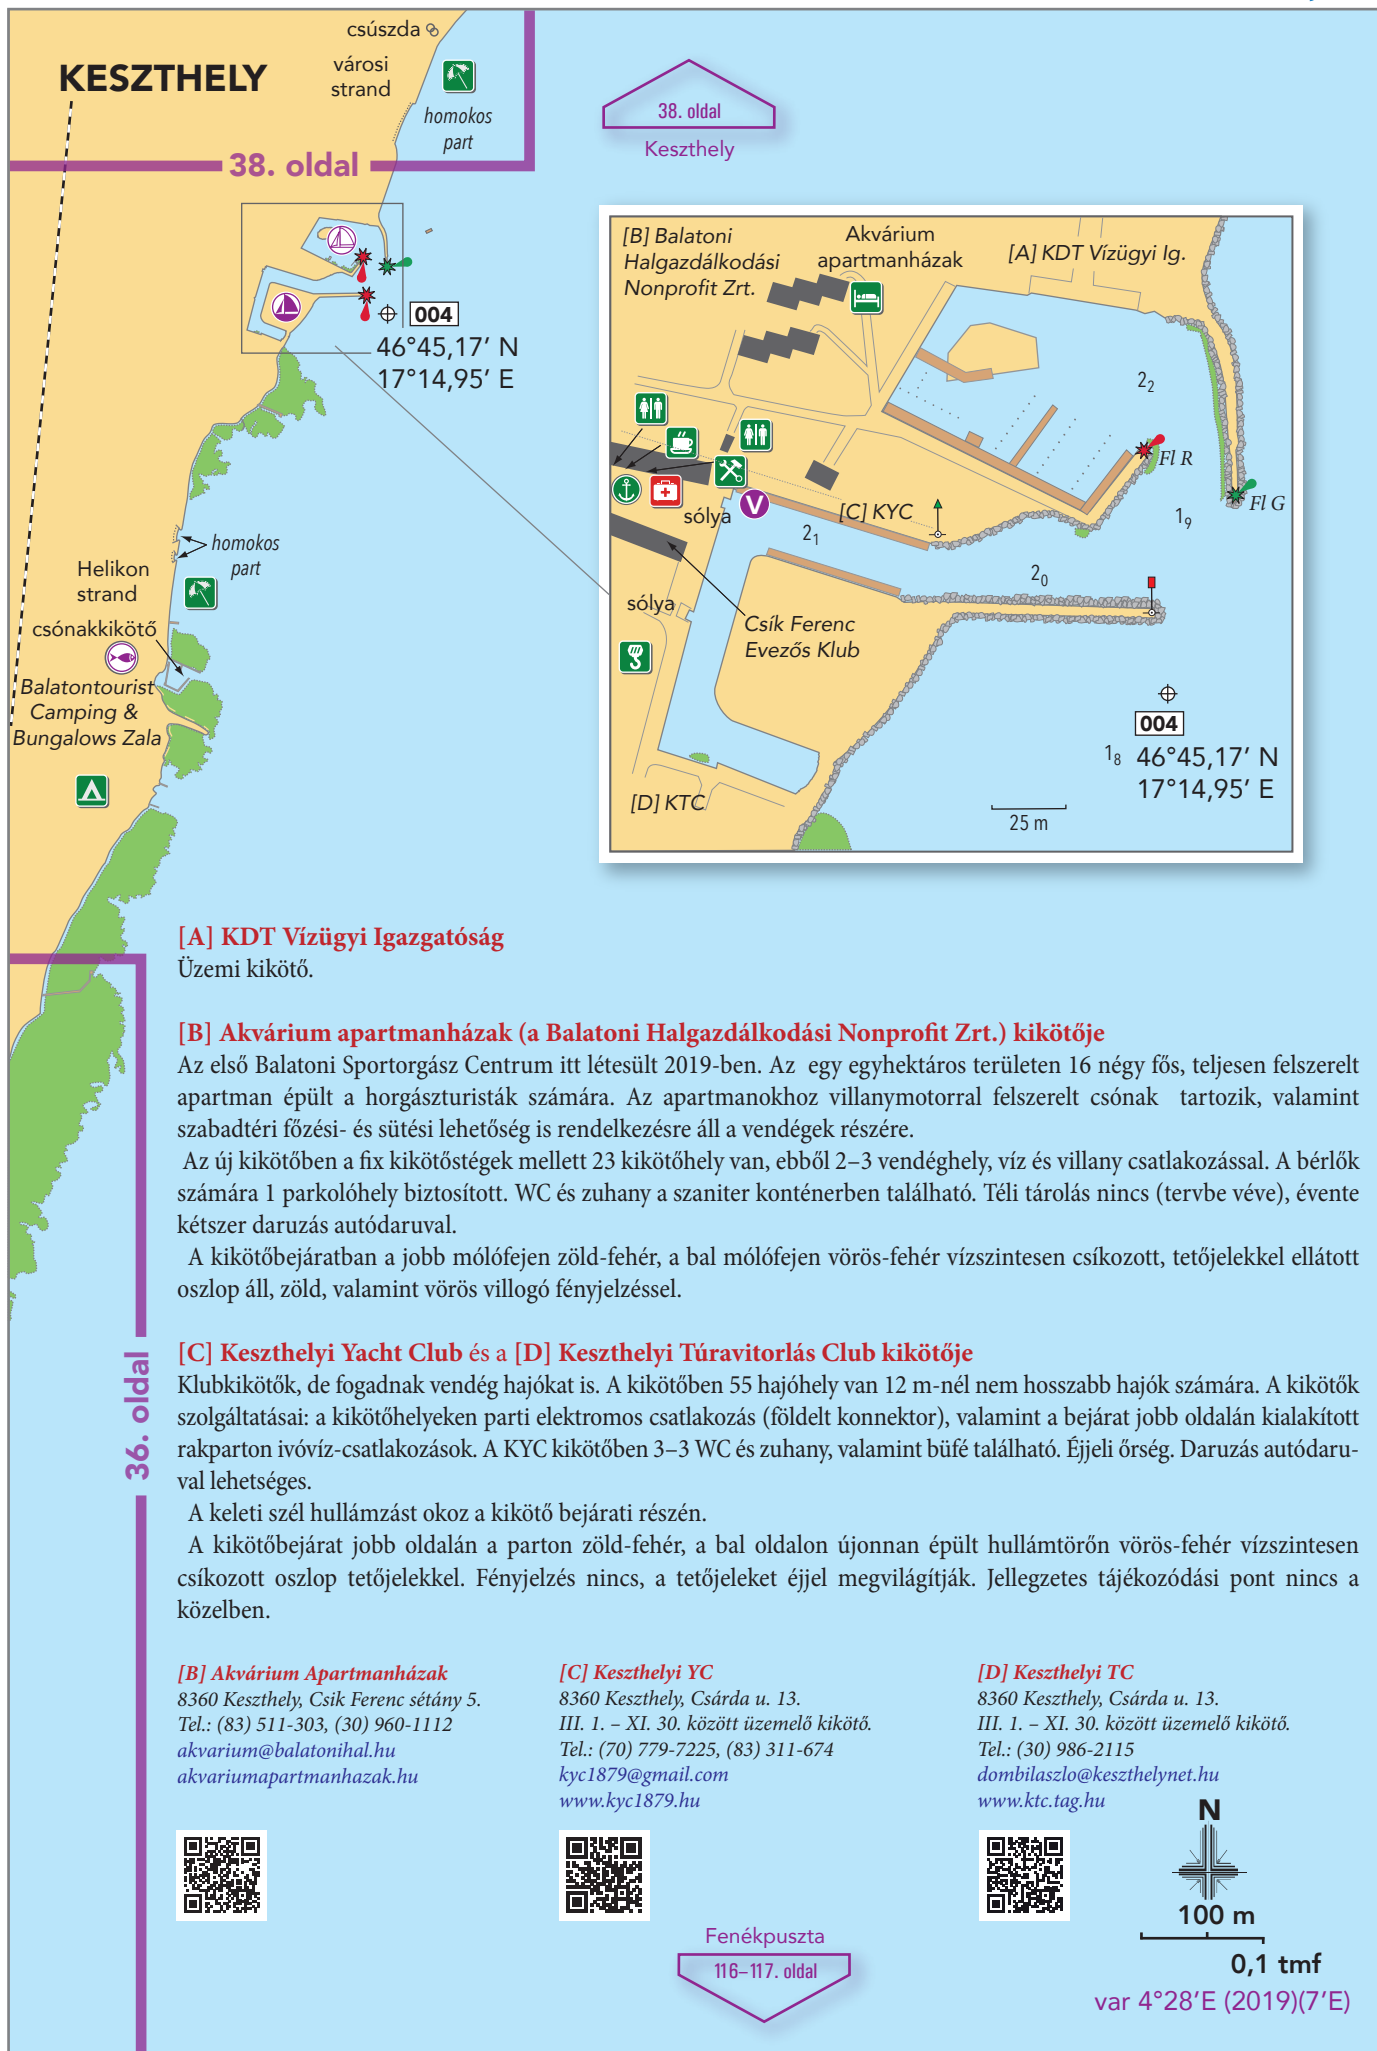 csúszda
városi
strand
KESZTHELY
homokos
part
38. oldal
38. oldal
Keszthely
004
46°45,17′ N
17°14,95′ E
homokos
part
Helikon
strand
csónakkikötő
Balatontourist
Camping &
Bungalows Zala
[B] Balatoni
Halgazdálkodási
Nonprofit Zrt.
Akvárium
apartmanházak
[A] KDT Vízügyi Ig.
2₂
Fl R
Fl G
1₉
V
sólya
[C] KYC
2₁
2₀
sólya
Csík Ferenc
Evezős Klub
004
1₈
46°45,17′ N
17°14,95′ E
[D] KTC
25 m
[A] KDT Vízügyi Igazgatóság
Üzemi kikötő.
[B] Akvárium apartmanházak (a Balatoni Halgazdálkodási Nonprofit Zrt.) kikötője
Az első Balatoni Sportorgász Centrum itt létesült 2019-ben. Az egy egyhektáros területen 16 négy fős, teljesen felszerelt
apartman épült a horgászturisták számára. Az apartmanokhoz villanymotorral felszerelt csónak tartozik, valamint
szabadtéri főzési- és sütési lehetőség is rendelkezésre áll a vendégek részére.
Az új kikötőben a fix kikötőstégek mellett 23 kikötőhely van, ebből 2–3 vendéghely, víz és villany csatlakozással. A bérlők
számára 1 parkolóhely biztosított. WC és zuhany a szaniter konténerben található. Téli tárolás nincs (tervbe véve), évente
kétszer daruzás autódaruval.
A kikötőbejáratban a jobb mólófejen zöld-fehér, a bal mólófejen vörös-fehér vízszintesen csíkozott, tetőjelekkel ellátott
oszlop áll, zöld, valamint vörös villogó fényjelzéssel.
36. oldal
[C] Keszthelyi Yacht Club és a [D] Keszthelyi Túravitorlás Club kikötője
Klubkikötők, de fogadnak vendég hajókat is. A kikötőben 55 hajóhely van 12 m-nél nem hosszabb hajók számára. A kikötők
szolgáltatásai: a kikötőhelyeken parti elektromos csatlakozás (földelt konnektor), valamint a bejárat jobb oldalán kialakított
rakparton ivóvíz-csatlakozások. A KYC kikötőben 3–3 WC és zuhany, valamint büfé található. Éjjeli őrség. Daruzás autódaru-
val lehetséges.
A keleti szél hullámzást okoz a kikötő bejárati részén.
A kikötőbejárat jobb oldalán a parton zöld-fehér, a bal oldalon újonnan épült hullámtörőn vörös-fehér vízszintesen
csíkozott oszlop tetőjelekkel. Fényjelzés nincs, a tetőjeleket éjjel megvilágítják. Jellegzetes tájékozódási pont nincs a
közelben.
[B] Akvárium Apartmanházak
8360 Keszthely, Csik Ferenc sétány 5.
Tel.: (83) 511-303, (30) 960-1112
akvarium@balatonihal.hu
akvariumapartmanhazak.hu
[C] Keszthelyi YC
8360 Keszthely, Csárda u. 13.
III. 1. – XI. 30. között üzemelő kikötő.
Tel.: (70) 779-7225, (83) 311-674
kyc1879@gmail.com
www.kyc1879.hu
[D] Keszthelyi TC
8360 Keszthely, Csárda u. 13.
III. 1. – XI. 30. között üzemelő kikötő.
Tel.: (30) 986-2115
dombilaszlo@keszthelynet.hu
www.ktc.tag.hu
N
100 m
0,1 tmf
var 4°28′E (2019)(7′E)
Fenékpuszta
116–117. oldal